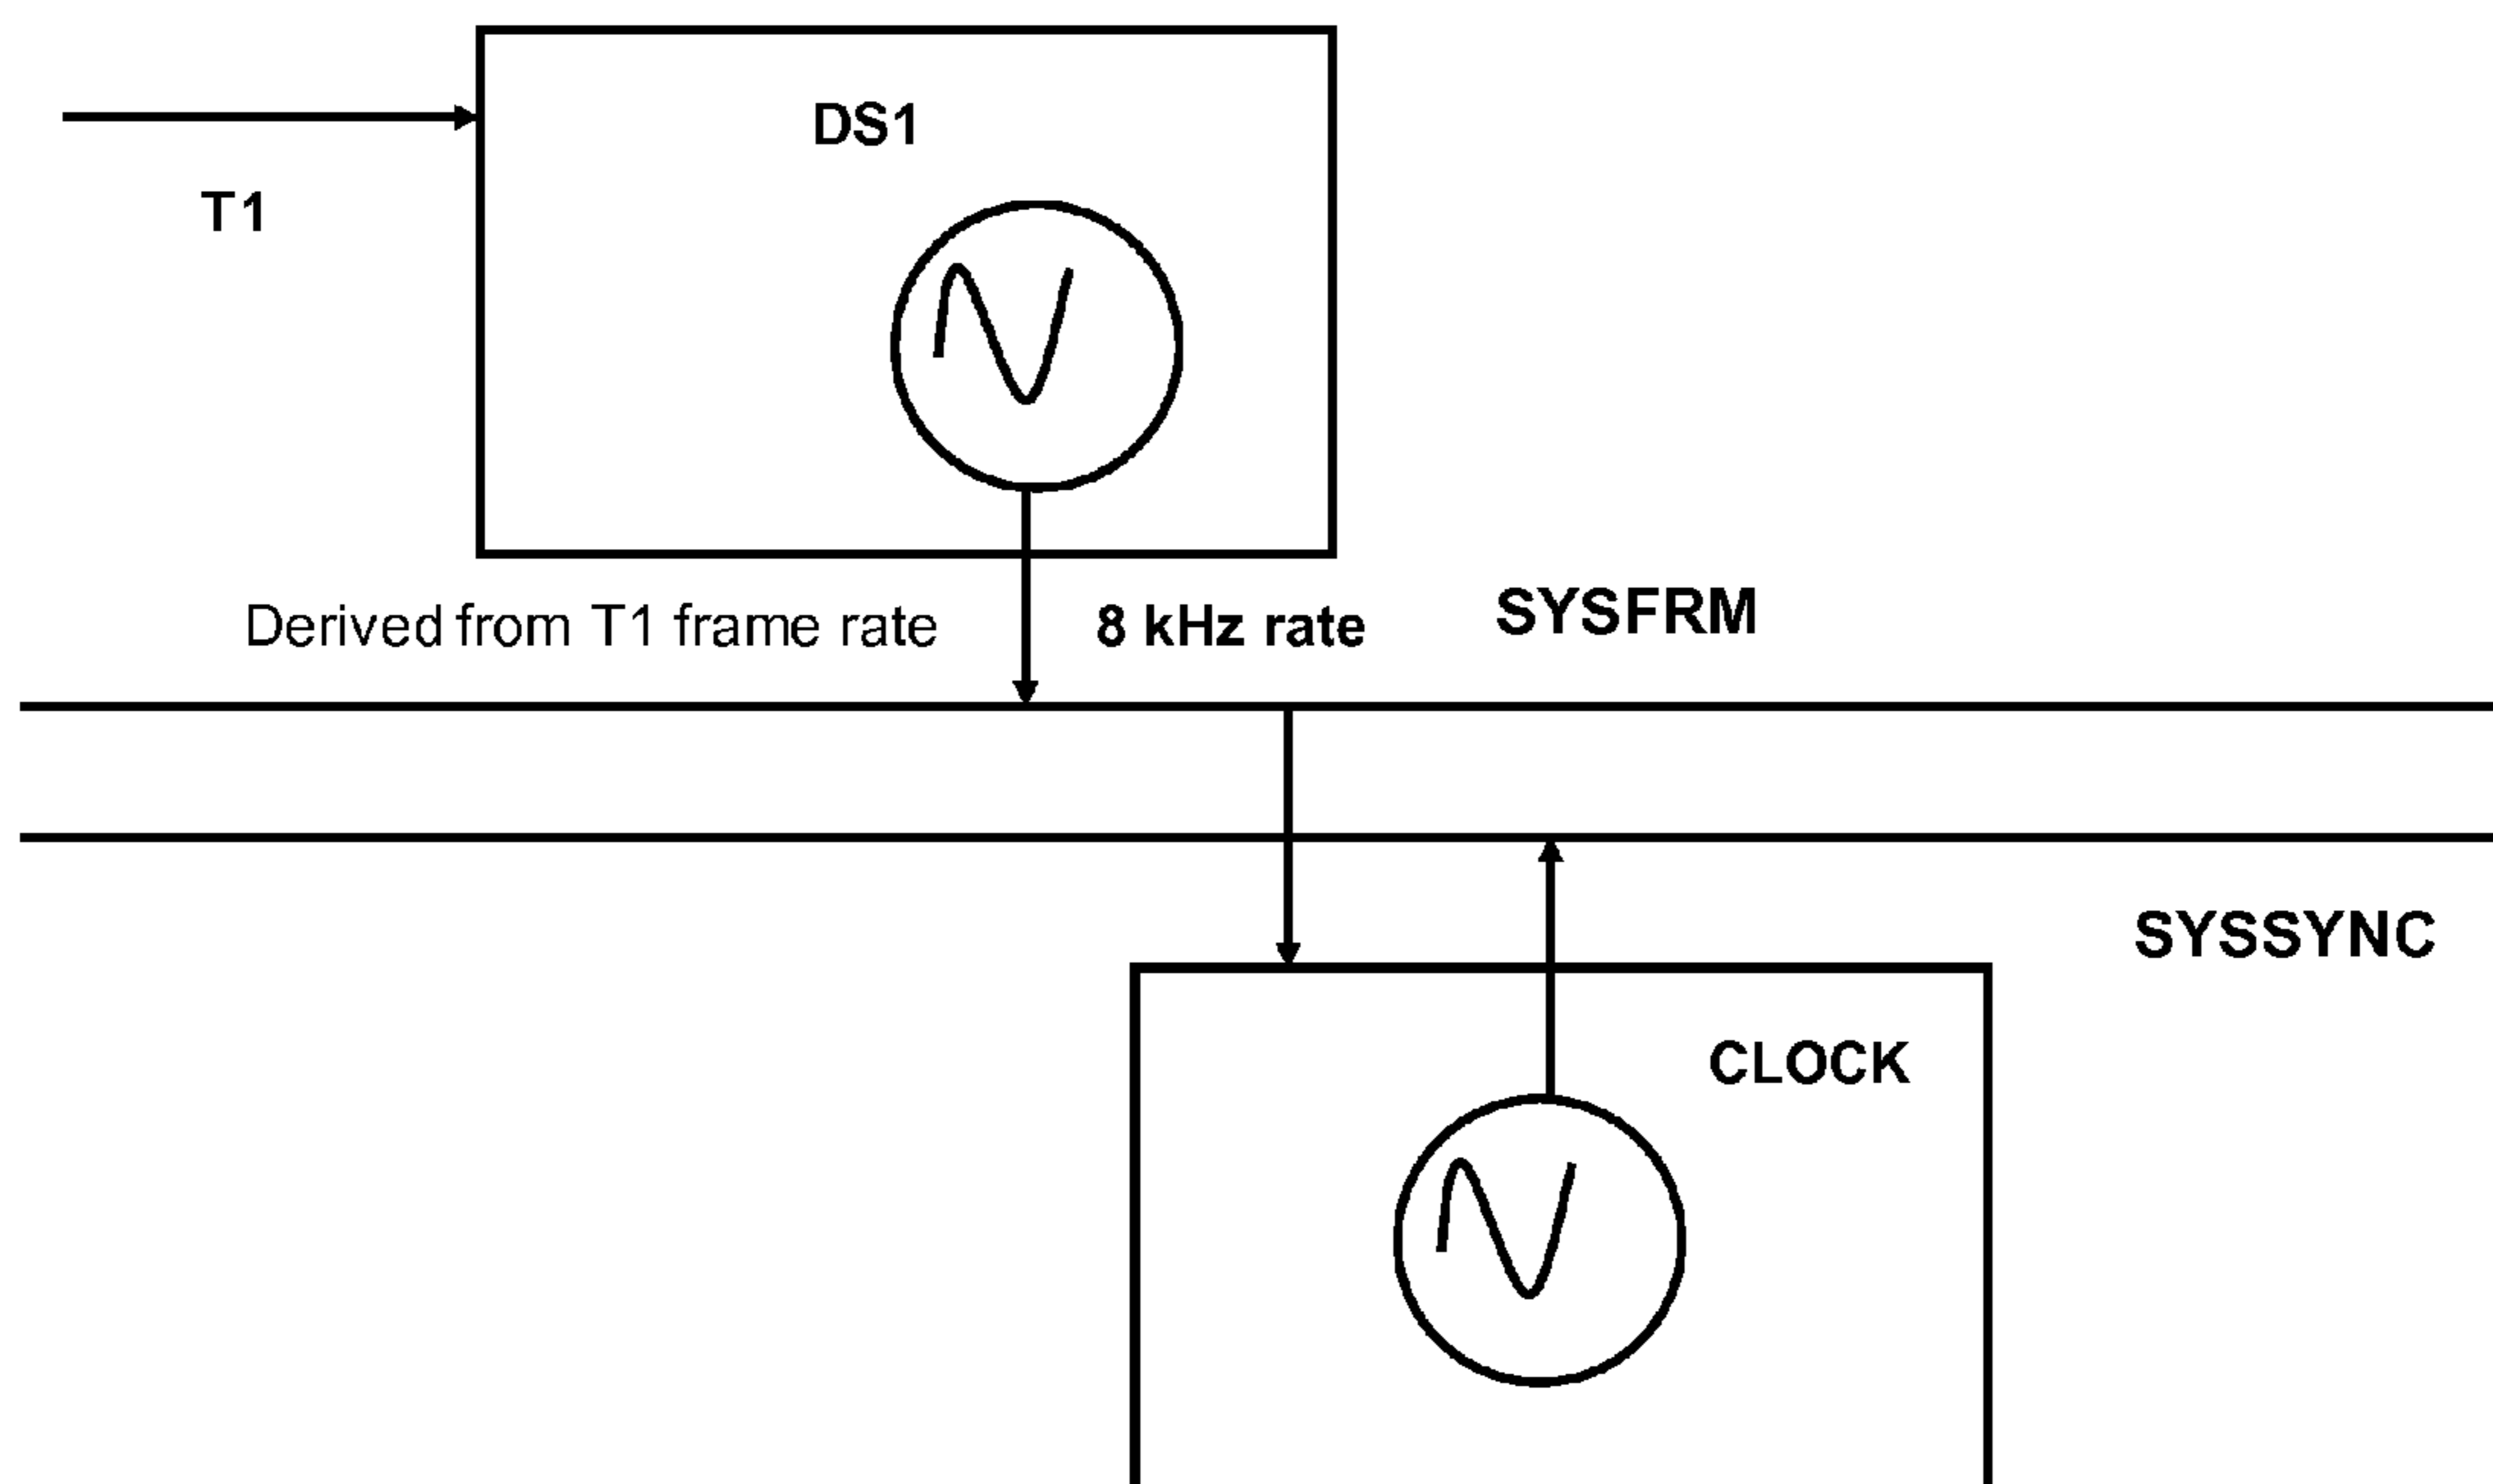 DS1
T1
Derived from T1 frame rate
8 kHz rate
SYSFRM
SYSSYNC
CLOCK